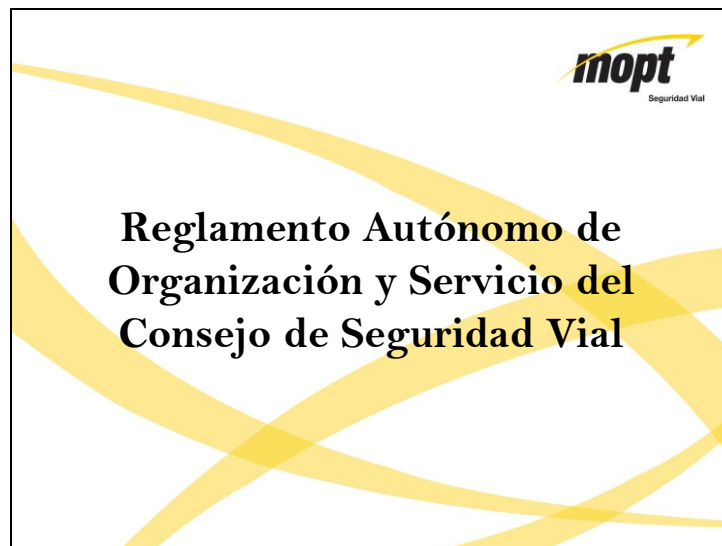 mopt
Seguridad Vial
Reglamento Autónomo de
Organización y Servicio del
Consejo de Seguridad Vial